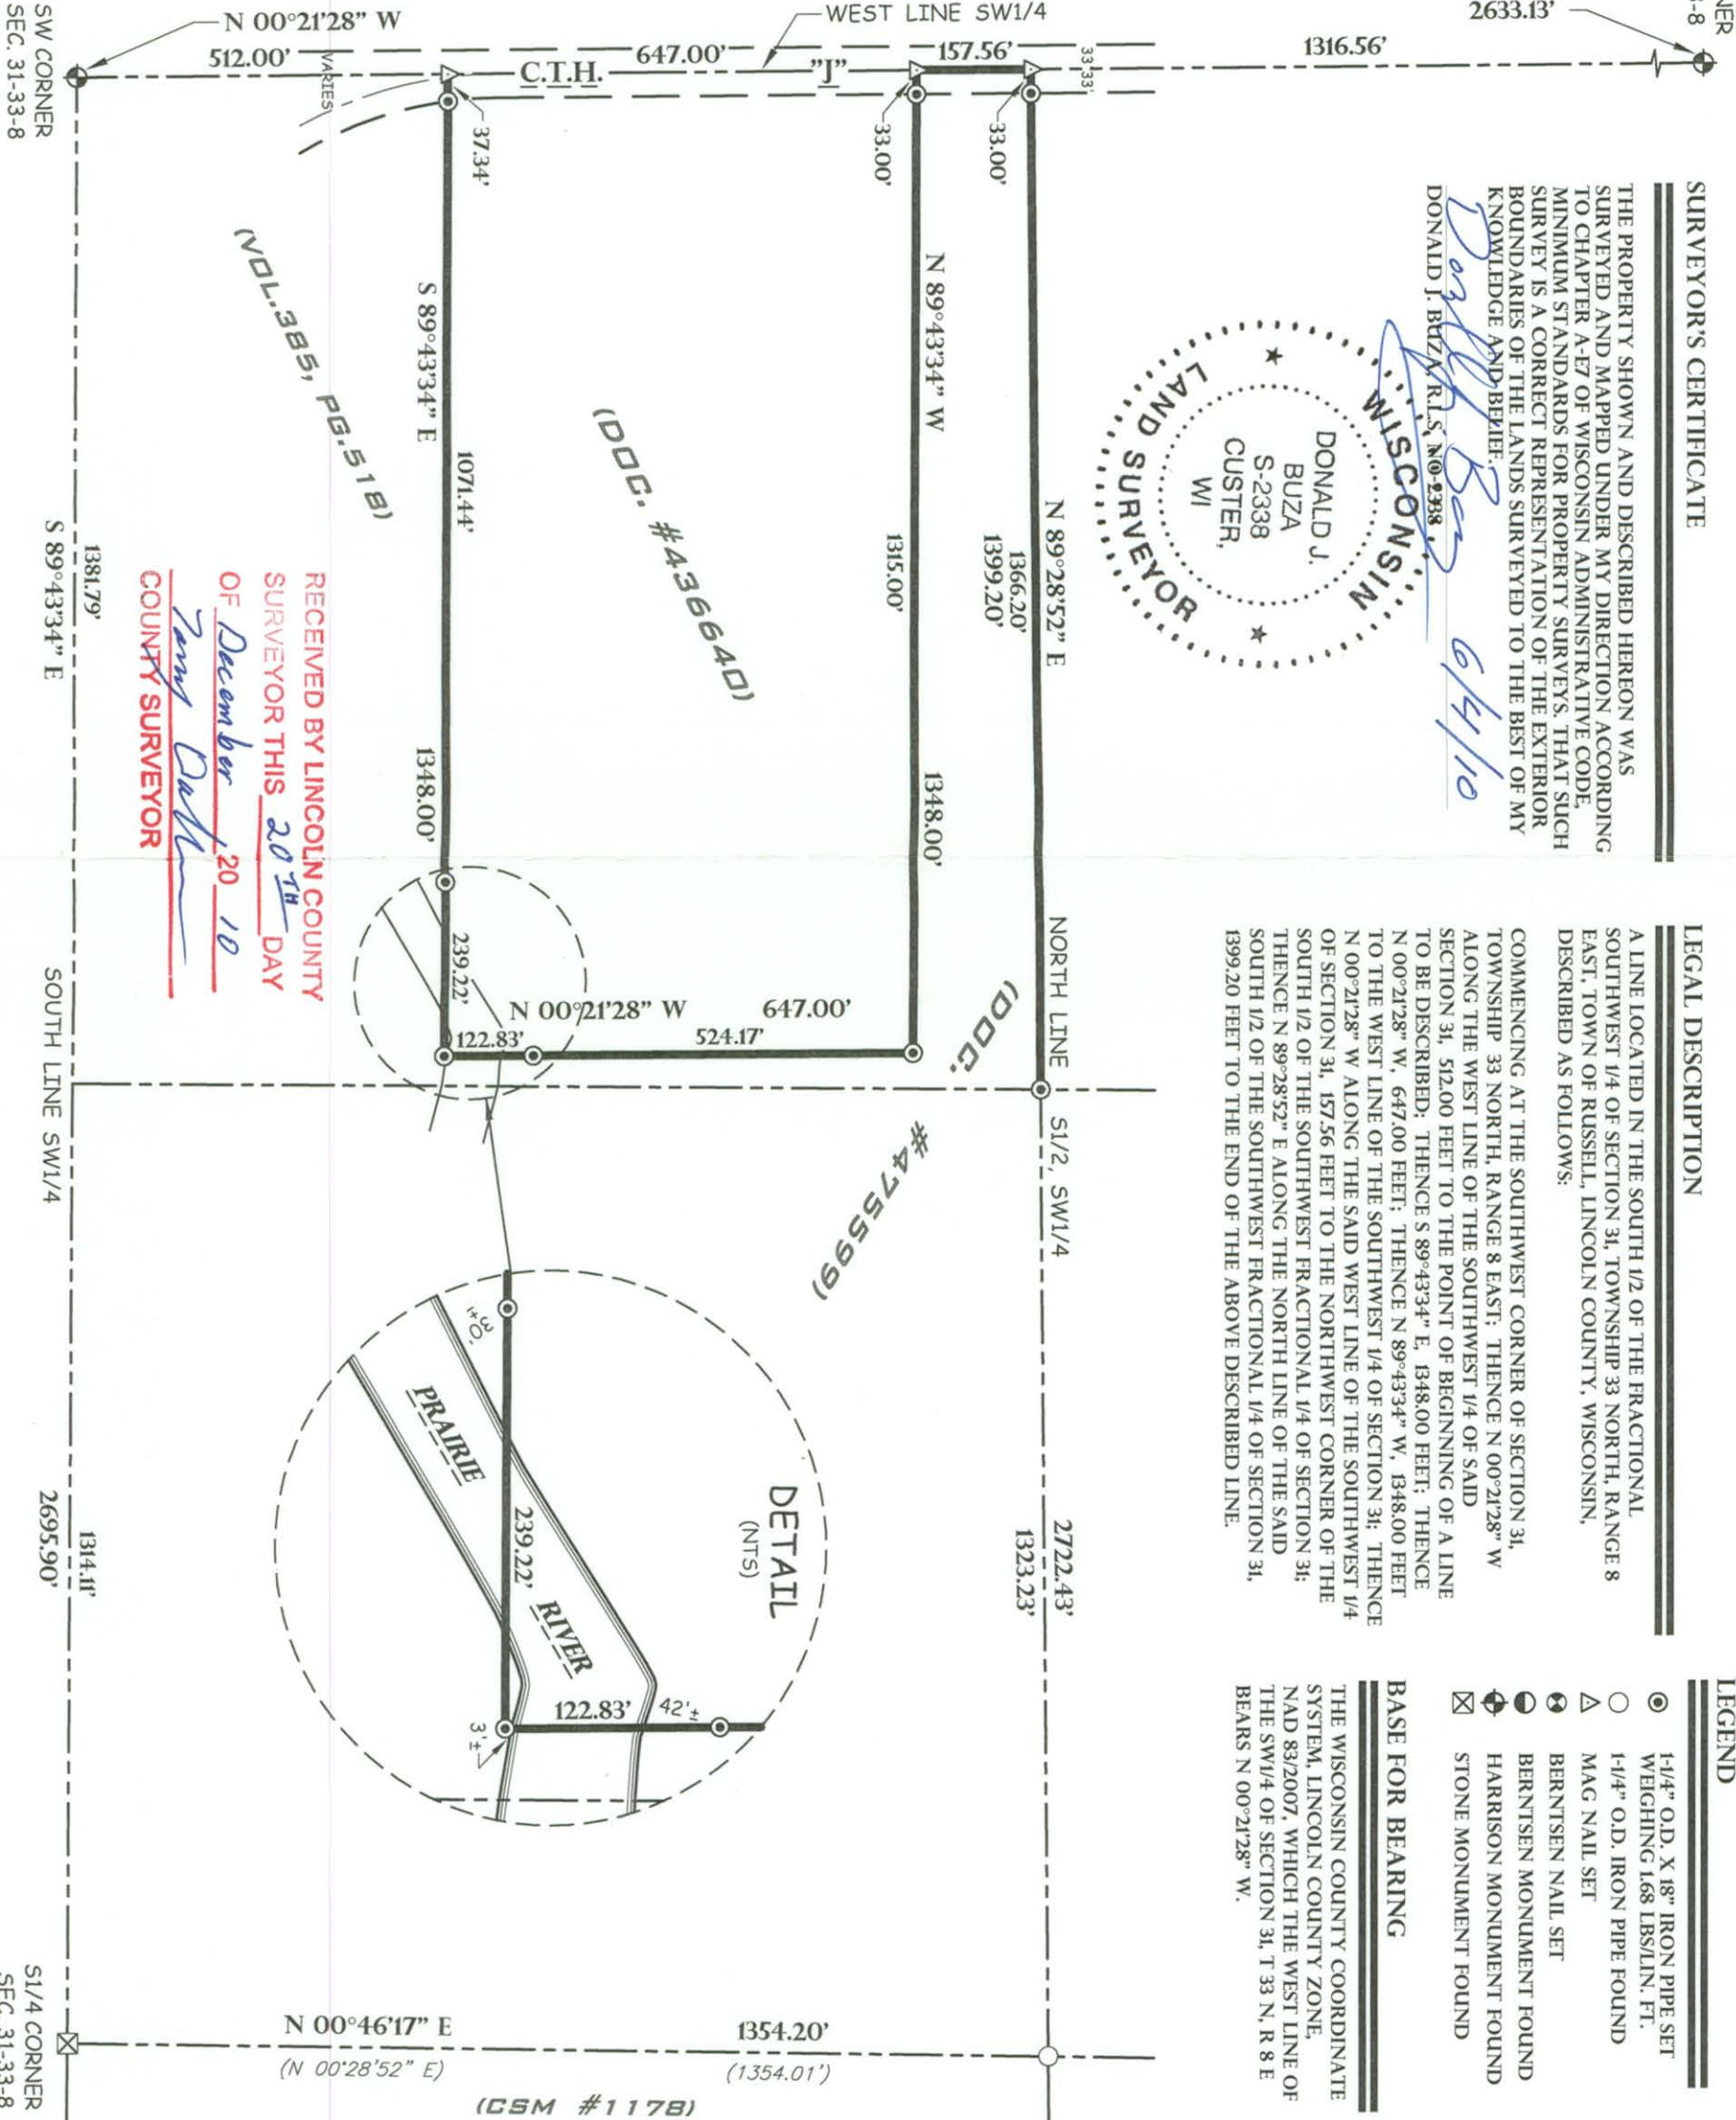 SURVEYOR'S CERTIFICATE
THE PROPERTY SHOWN AND DESCRIBED HEREON WAS
SURVEYED AND MAPPED UNDER MY DIRECTION ACCORDING
TO CHAPTER A-E7 OF WISCONSIN ADMINISTRATIVE CODE,
MINIMUM STANDARDS FOR PROPERTY SURVEYS. THAT SUCH
SURVEY IS A CORRECT REPRESENTATION OF THE EXTERIOR
BOUNDARIES OF THE LANDS SURVEYED TO THE BEST OF MY
KNOWLEDGE AND BELIEF.
6/4/10
DONALD J. BUZA, R.L.S. NO-2338
WISCONSIN
DONALD J.
BUZA
S-2338
CUSTER,
WI
LAND SURVEYOR
LEGAL DESCRIPTION
A LINE LOCATED IN THE SOUTH 1/2 OF THE FRACTIONAL
SOUTHWEST 1/4 OF SECTION 31, TOWNSHIP 33 NORTH, RANGE 8
EAST, TOWN OF RUSSELL, LINCOLN COUNTY, WISCONSIN,
DESCRIBED AS FOLLOWS:
COMMENCING AT THE SOUTHWEST CORNER OF SECTION 31,
TOWNSHIP 33 NORTH, RANGE 8 EAST; THENCE N 00°21'28" W
ALONG THE WEST LINE OF THE SOUTHWEST 1/4 OF SAID
SECTION 31, 512.00 FEET TO THE POINT OF BEGINNING OF A LINE
TO BE DESCRIBED; THENCE S 89°43'34" E, 1348.00 FEET; THENCE
N 00°21'28" W, 647.00 FEET; THENCE N 89°43'34" W, 1348.00 FEET
TO THE WEST LINE OF THE SOUTHWEST 1/4 OF SECTION 31; THENCE
N 00°21'28" W ALONG THE SAID WEST LINE OF THE SOUTHWEST 1/4
OF SECTION 31, 157.56 FEET TO THE NORTHWEST CORNER OF THE
SOUTH 1/2 OF THE SOUTHWEST FRACTIONAL 1/4 OF SECTION 31;
THENCE N 89°28'52" E ALONG THE NORTH LINE OF THE SAID
SOUTH 1/2 OF THE SOUTHWEST FRACTIONAL 1/4 OF SECTION 31,
1399.20 FEET TO THE END OF THE ABOVE DESCRIBED LINE.
LEGEND
1-1/4" O.D. X 18" IRON PIPE SET
WEIGHING 1.68 LBS/LIN. FT.
1-1/4" O.D. IRON PIPE FOUND
MAG NAIL SET
BERNTSEN NAIL SET
BERNTSEN MONUMENT FOUND
HARRISON MONUMENT FOUND
STONE MONUMENT FOUND
BASE FOR BEARING
THE WISCONSIN COUNTY COORDINATE
SYSTEM, LINCOLN COUNTY ZONE,
NAD 83/2007, WHICH THE WEST LINE OF
THE SW1/4 OF SECTION 31, T 33 N, R 8 E
BEARS N 00°21'28" W.
2633.13'
1316.56'
WEST LINE SW1/4
N 00°21'28" W
512.00'
647.00'
157.56'
33'
33'
C.T.H.
"J"
VARIES
SW CORNER
SEC. 31-33-8
33.00'
33.00'
37.34'
N 89°28'52" E
1366.20'
1399.20'
NORTH LINE
S1/2, SW1/4
2722.43'
1323.23'
N 89°43'34" W
1315.00'
1348.00'
(DOC. #436640)
(DOC.
#475599)
S 89°43'34" E
1071.44'
1348.00'
239.22'
(VOL.385, PG.518)
N 00°21'28" W
647.00'
122.83'
524.17'
DETAIL
(NTS)
30'±
PRAIRIE
RIVER
239.22'
122.83'
42'±
3'±
RECEIVED BY LINCOLN COUNTY
SURVEYOR THIS 20TH DAY
OF December, 20 10
COUNTY SURVEYOR
1381.79'
S 89°43'34" E
SOUTH LINE SW1/4
1314.11'
2695.90'
N 00°46'17" E
1354.20'
(N 00°28'52" E)
(1354.01')
(CSM #1178)
S1/4 CORNER
SEC. 31-33-8